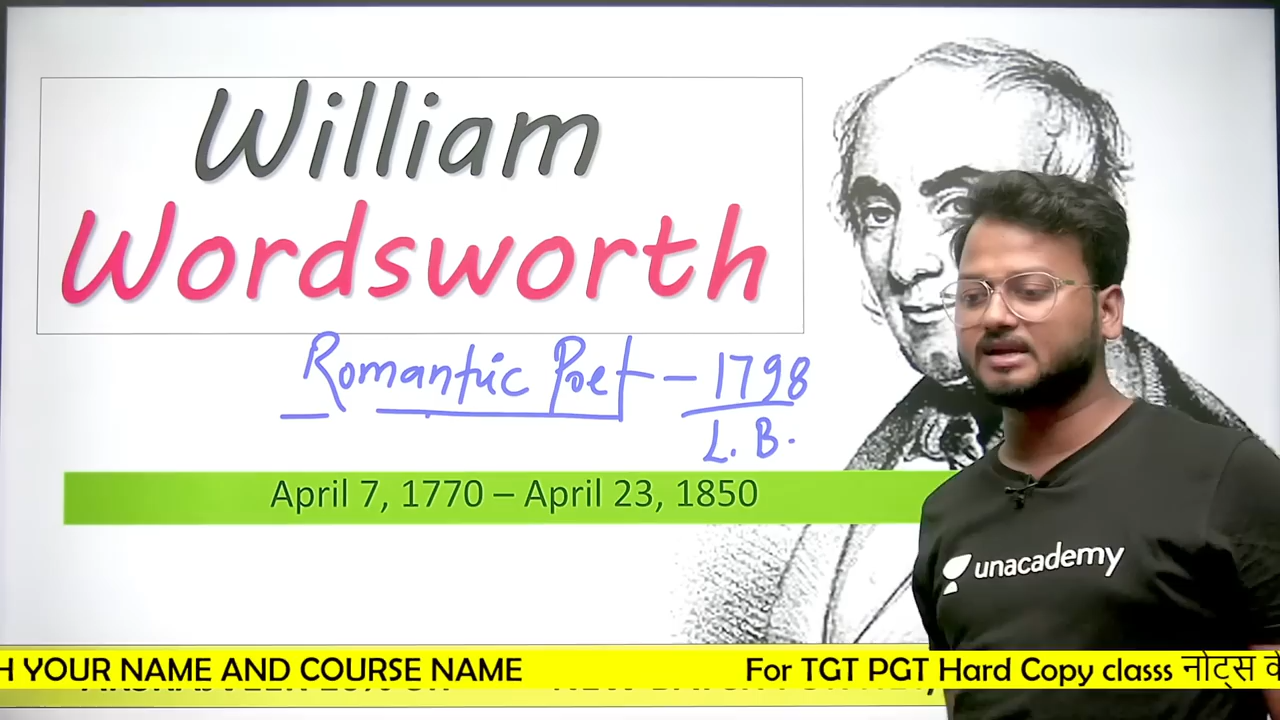 William
Wordsworth
Romantic Poet – 1798
L. B.
April 7, 1770 – April 23, 1850
unacademy
H YOUR NAME AND COURSE NAME For TGT PGT Hard Copy classs नोट्स के